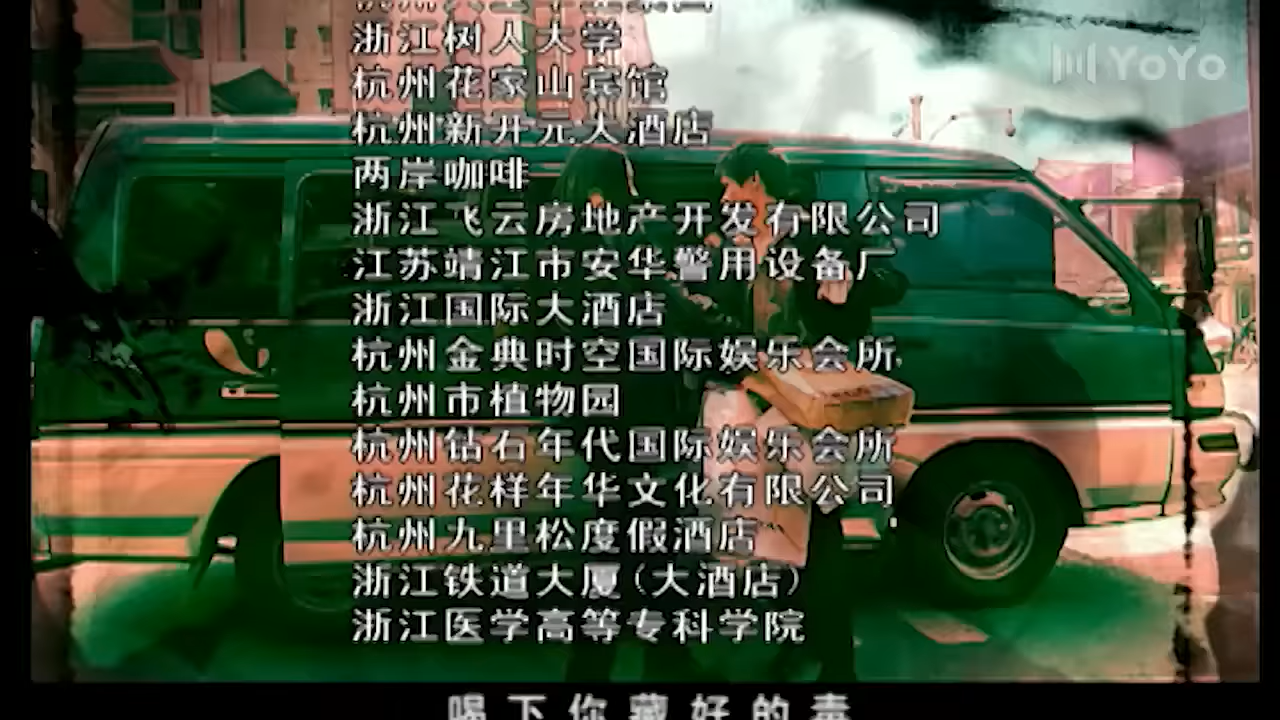 YoYo
浙江树人大学
杭州花家山宾馆
杭州新开元大酒店
两岸咖啡
浙江飞云房地产开发有限公司
江苏靖江市安华警用设备厂
浙江国际大酒店
杭州金典时空国际娱乐会所
杭州市植物园
杭州钻石年代国际娱乐会所
杭州花样年华文化有限公司
杭州九里松度假酒店
浙江铁道大厦(大酒店)
浙江医学高等专科学院
喝下你藏好的毒